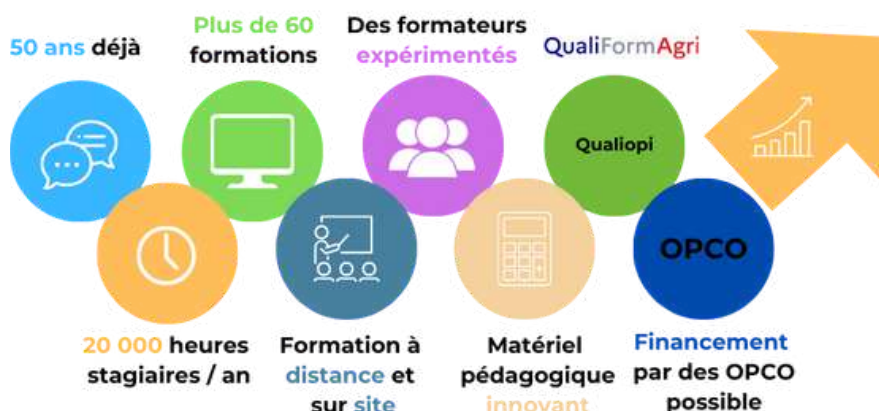 50 ans déjà
Plus de 60
formations
Des formateurs
expérimentés
QualiFormAgri
Qualiopi
OPCO
20 000 heures
stagiaires / an
Formation à
distance et
sur site
Matériel
pédagogique
innovant
Financement
par des OPCO
possible